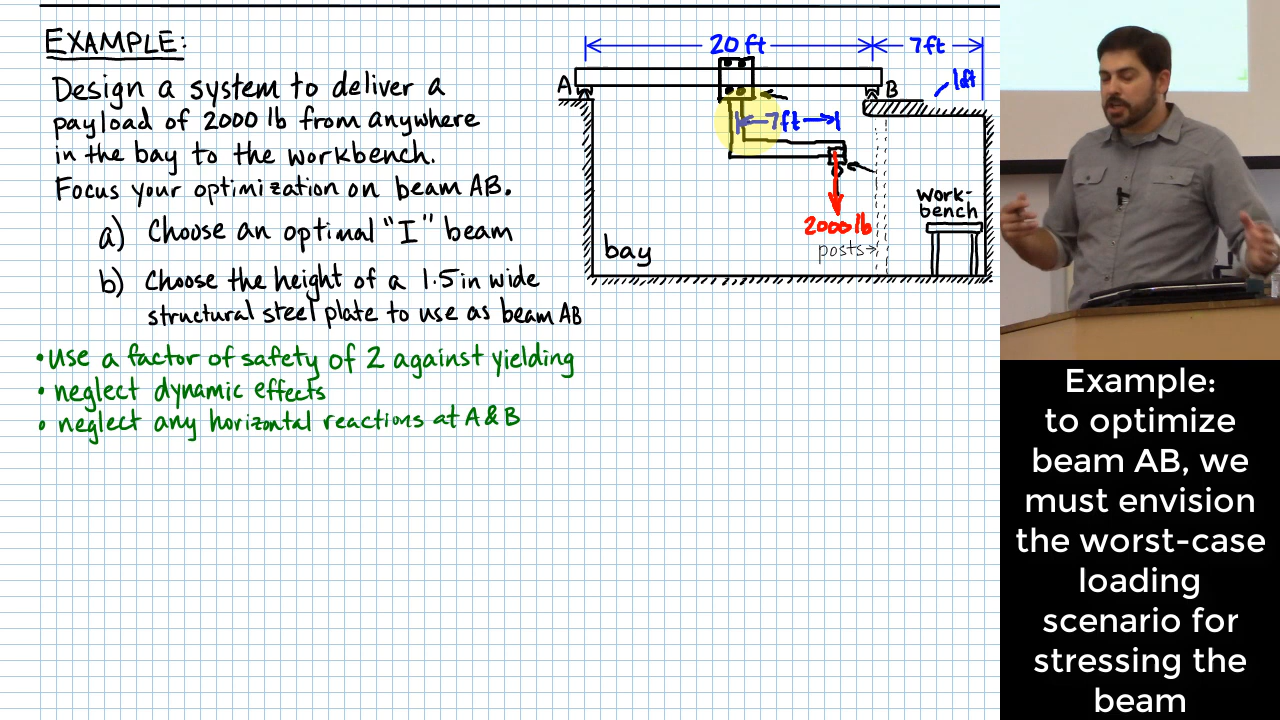 EXAMPLE:
Design a system to deliver a
payload of 2000 lb from anywhere
in the bay to the workbench.
Focus your optimization on beam AB.
a) Choose an optimal "I" beam
b) Choose the height of a 1.5 in wide
structural steel plate to use as beam AB
• use a factor of safety of 2 against yielding
• neglect dynamic effects
• neglect any horizontal reactions at A & B
20 ft
7 ft
A
B
1 ft
7 ft
work-
bench
2000 lb
posts
bay
Example:
to optimize
beam AB, we
must envision
the worst-case
loading
scenario for
stressing the
beam